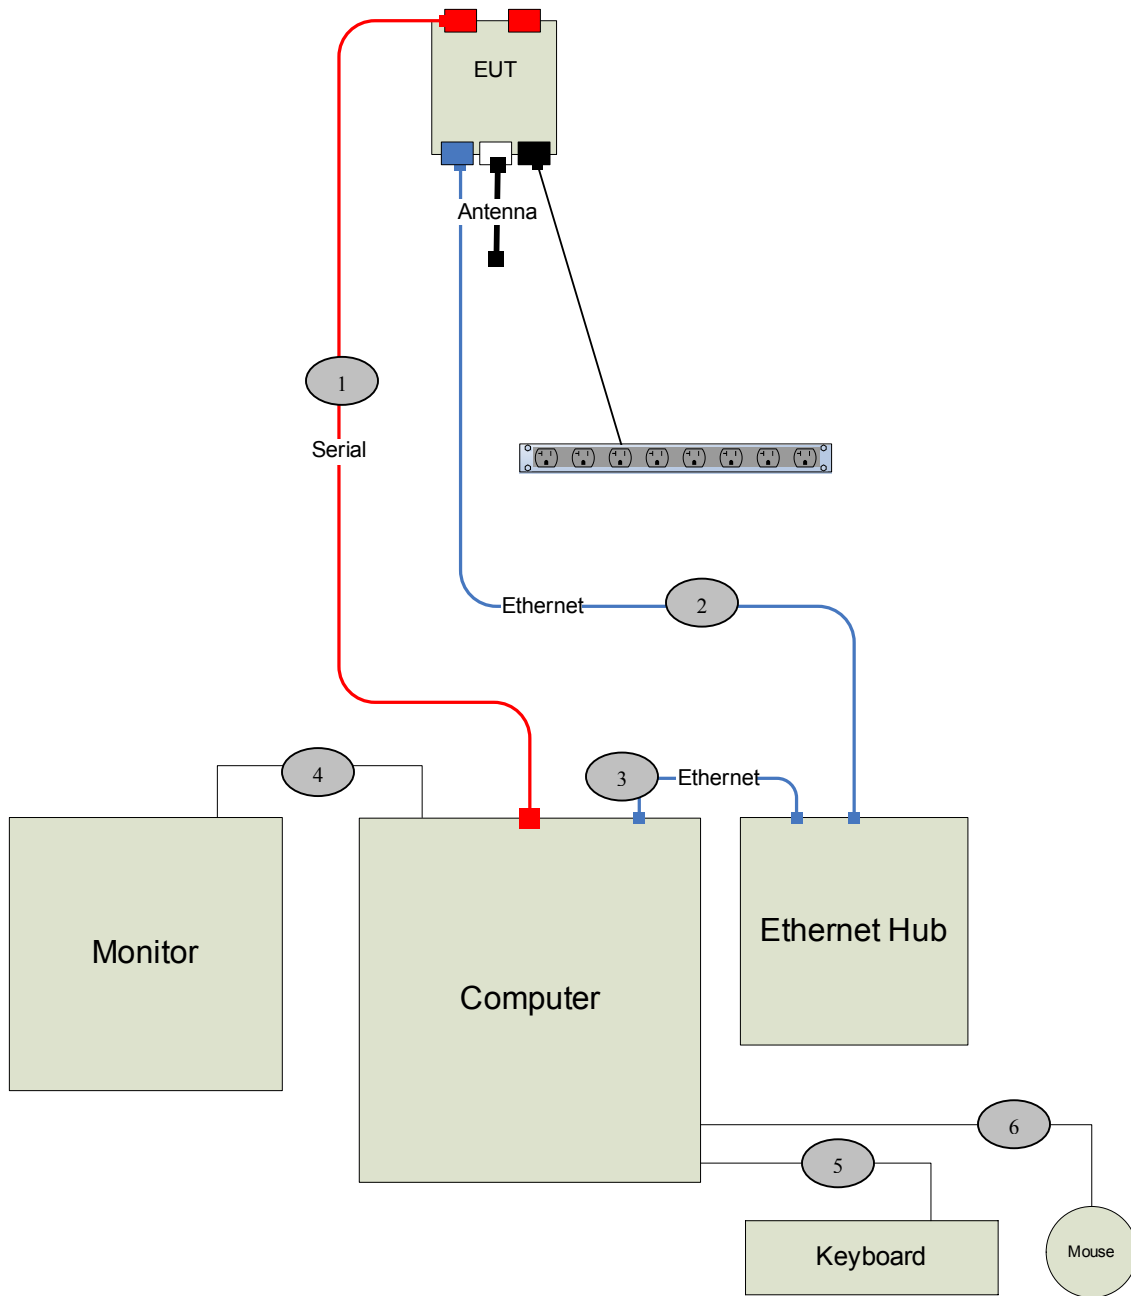 EUT
Antenna
1
Serial
Ethernet
2
4
3
Ethernet
Monitor
Computer
Ethernet Hub
6
5
Keyboard
Mouse